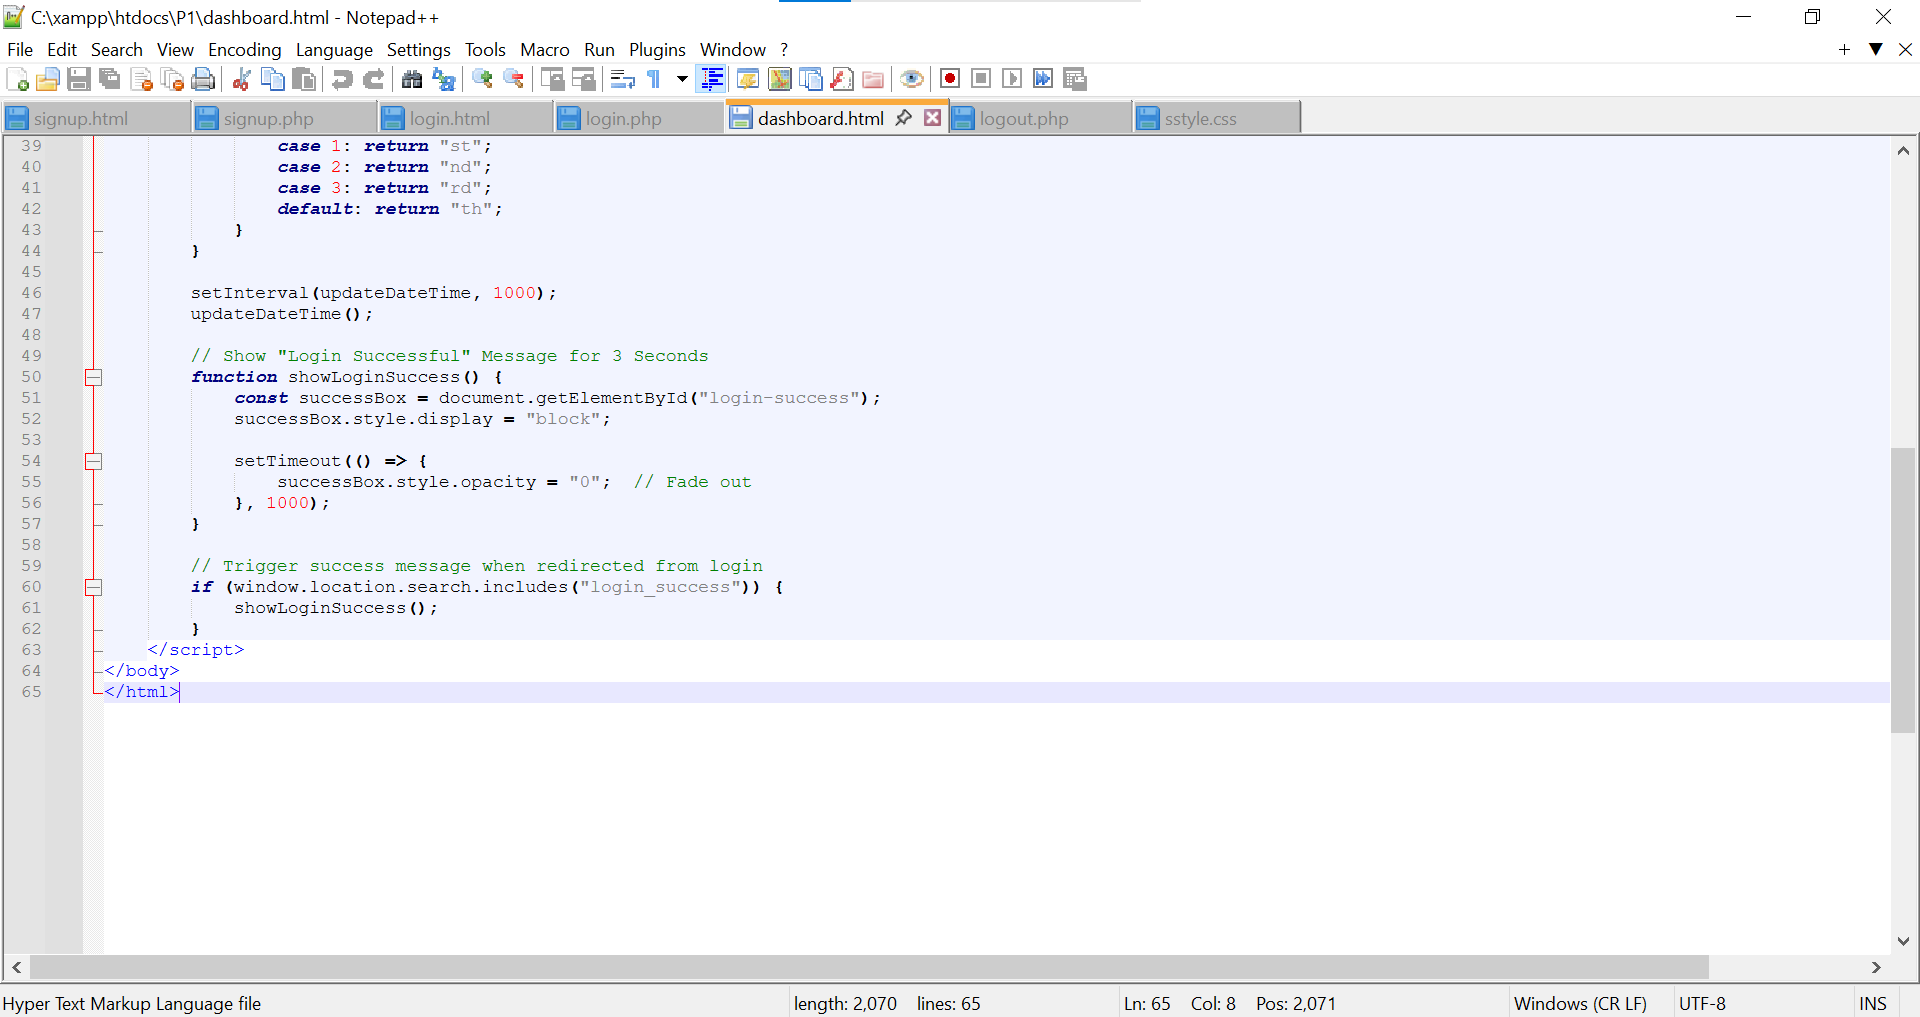 C:\xampp\htdocs\P1\dashboard.html - Notepad++
File Edit Search View Encoding Language Settings Tools Macro Run Plugins Window ?
signup.html signup.php login.html login.php dashboard.html logout.php sstyle.css
39 case 1: return "st";
40 case 2: return "nd";
41 case 3: return "rd";
42 default: return "th";
43 }
44 }
45
46 setInterval(updateDateTime, 1000);
47 updateDateTime();
48
49 // Show "Login Successful" Message for 3 Seconds
50 function showLoginSuccess() {
51 const successBox = document.getElementById("login-success");
52 successBox.style.display = "block";
53
54 setTimeout(() => {
55 successBox.style.opacity = "0"; // Fade out
56 }, 1000);
57 }
58
59 // Trigger success message when redirected from login
60 if (window.location.search.includes("login_success")) {
61 showLoginSuccess();
62 }
63 </script>
64 </body>
65 </html>
Hyper Text Markup Language file length: 2,070 lines: 65 Ln: 65 Col: 8 Pos: 2,071 Windows (CR LF) UTF-8 INS